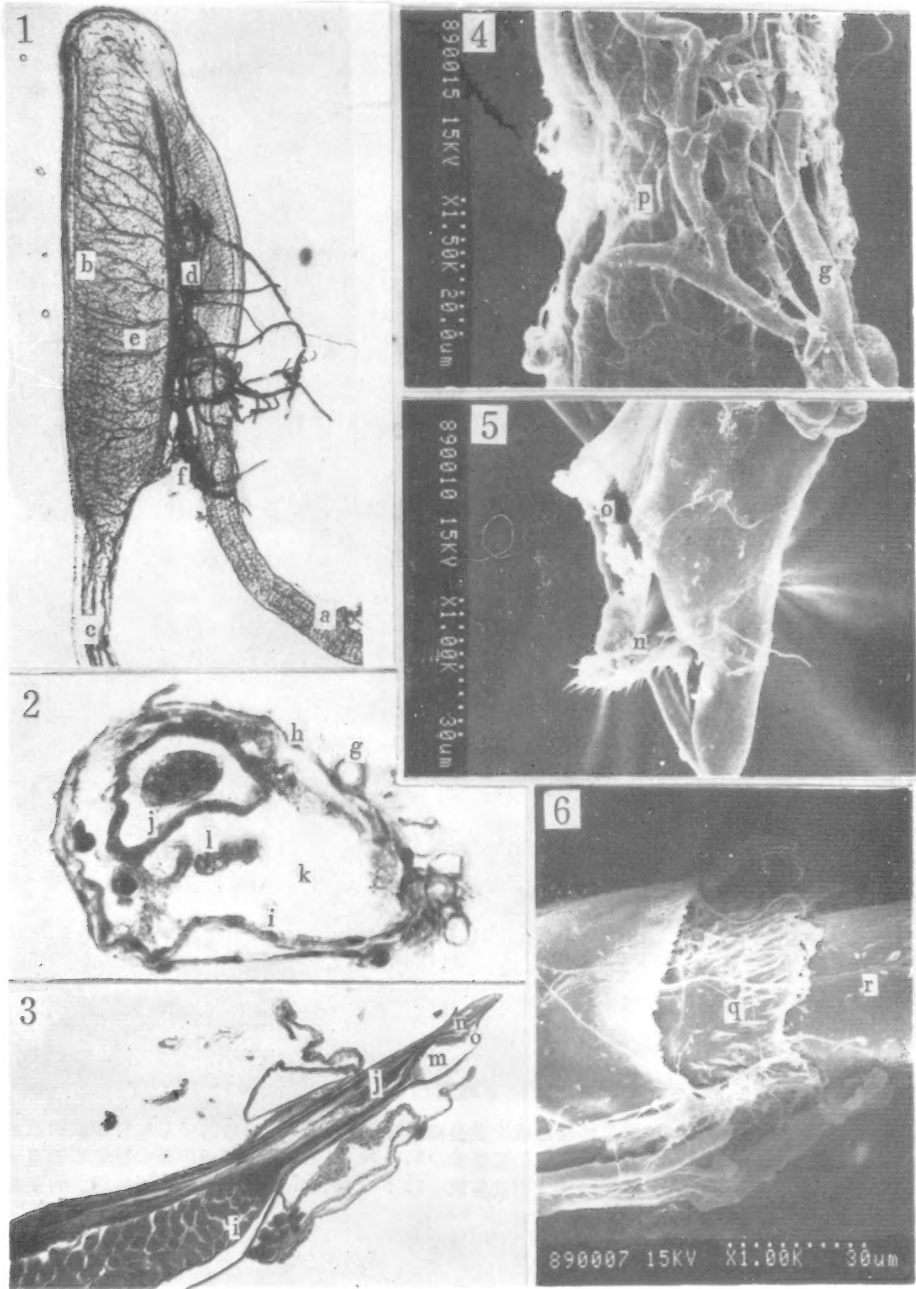 1
b
d
e
f
c
a
2
h
g
j
l
k
i
3
n
o
m
j
i
4
p
g
890015 15KV X1.50K 20.0um
5
o
n
890010 15KV X1.00K 30um
6
q
r
890007 15KV X1.00K 30um